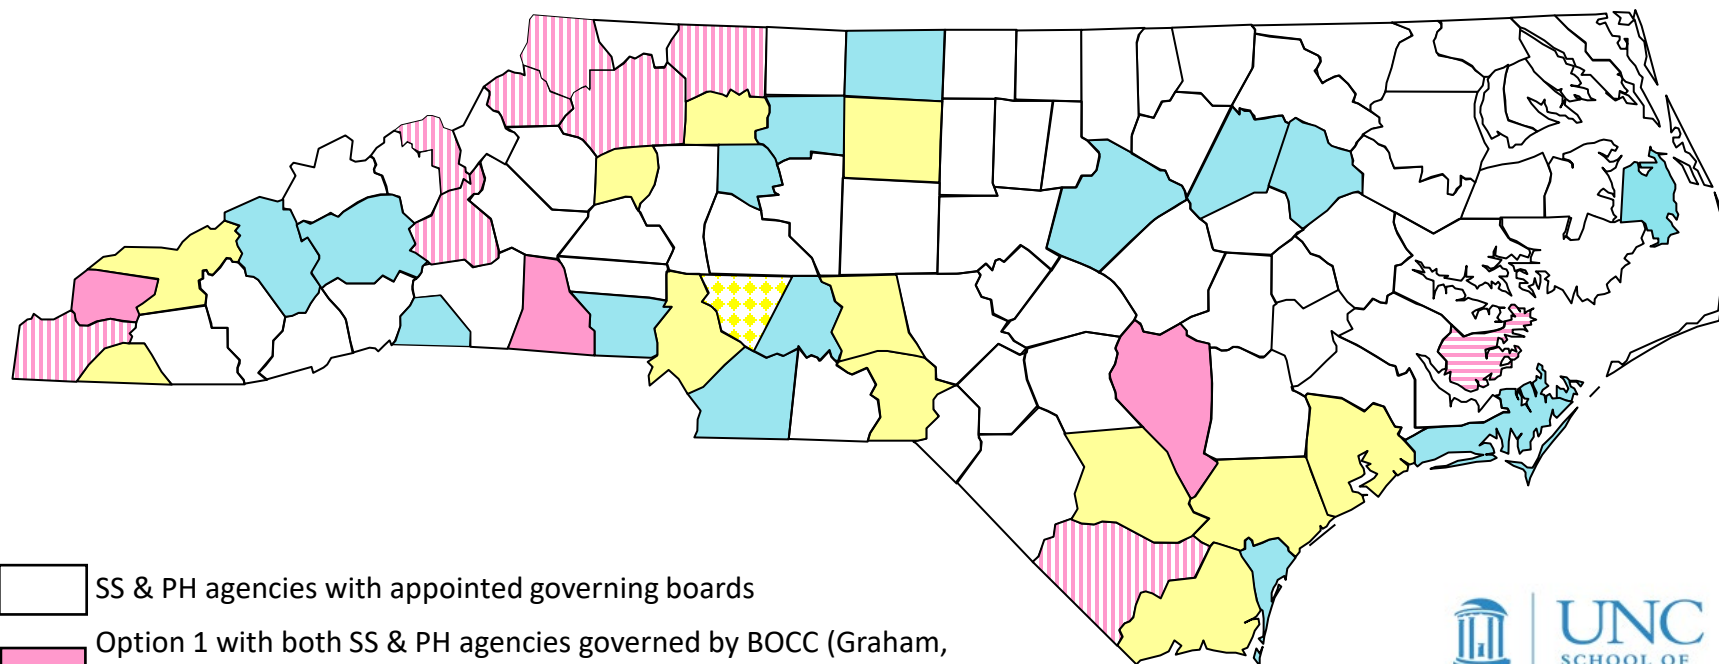 SS & PH agencies with appointed governing boards
Option 1 with both SS & PH agencies governed by BOCC (Graham,
UNC
SCHOOL OF